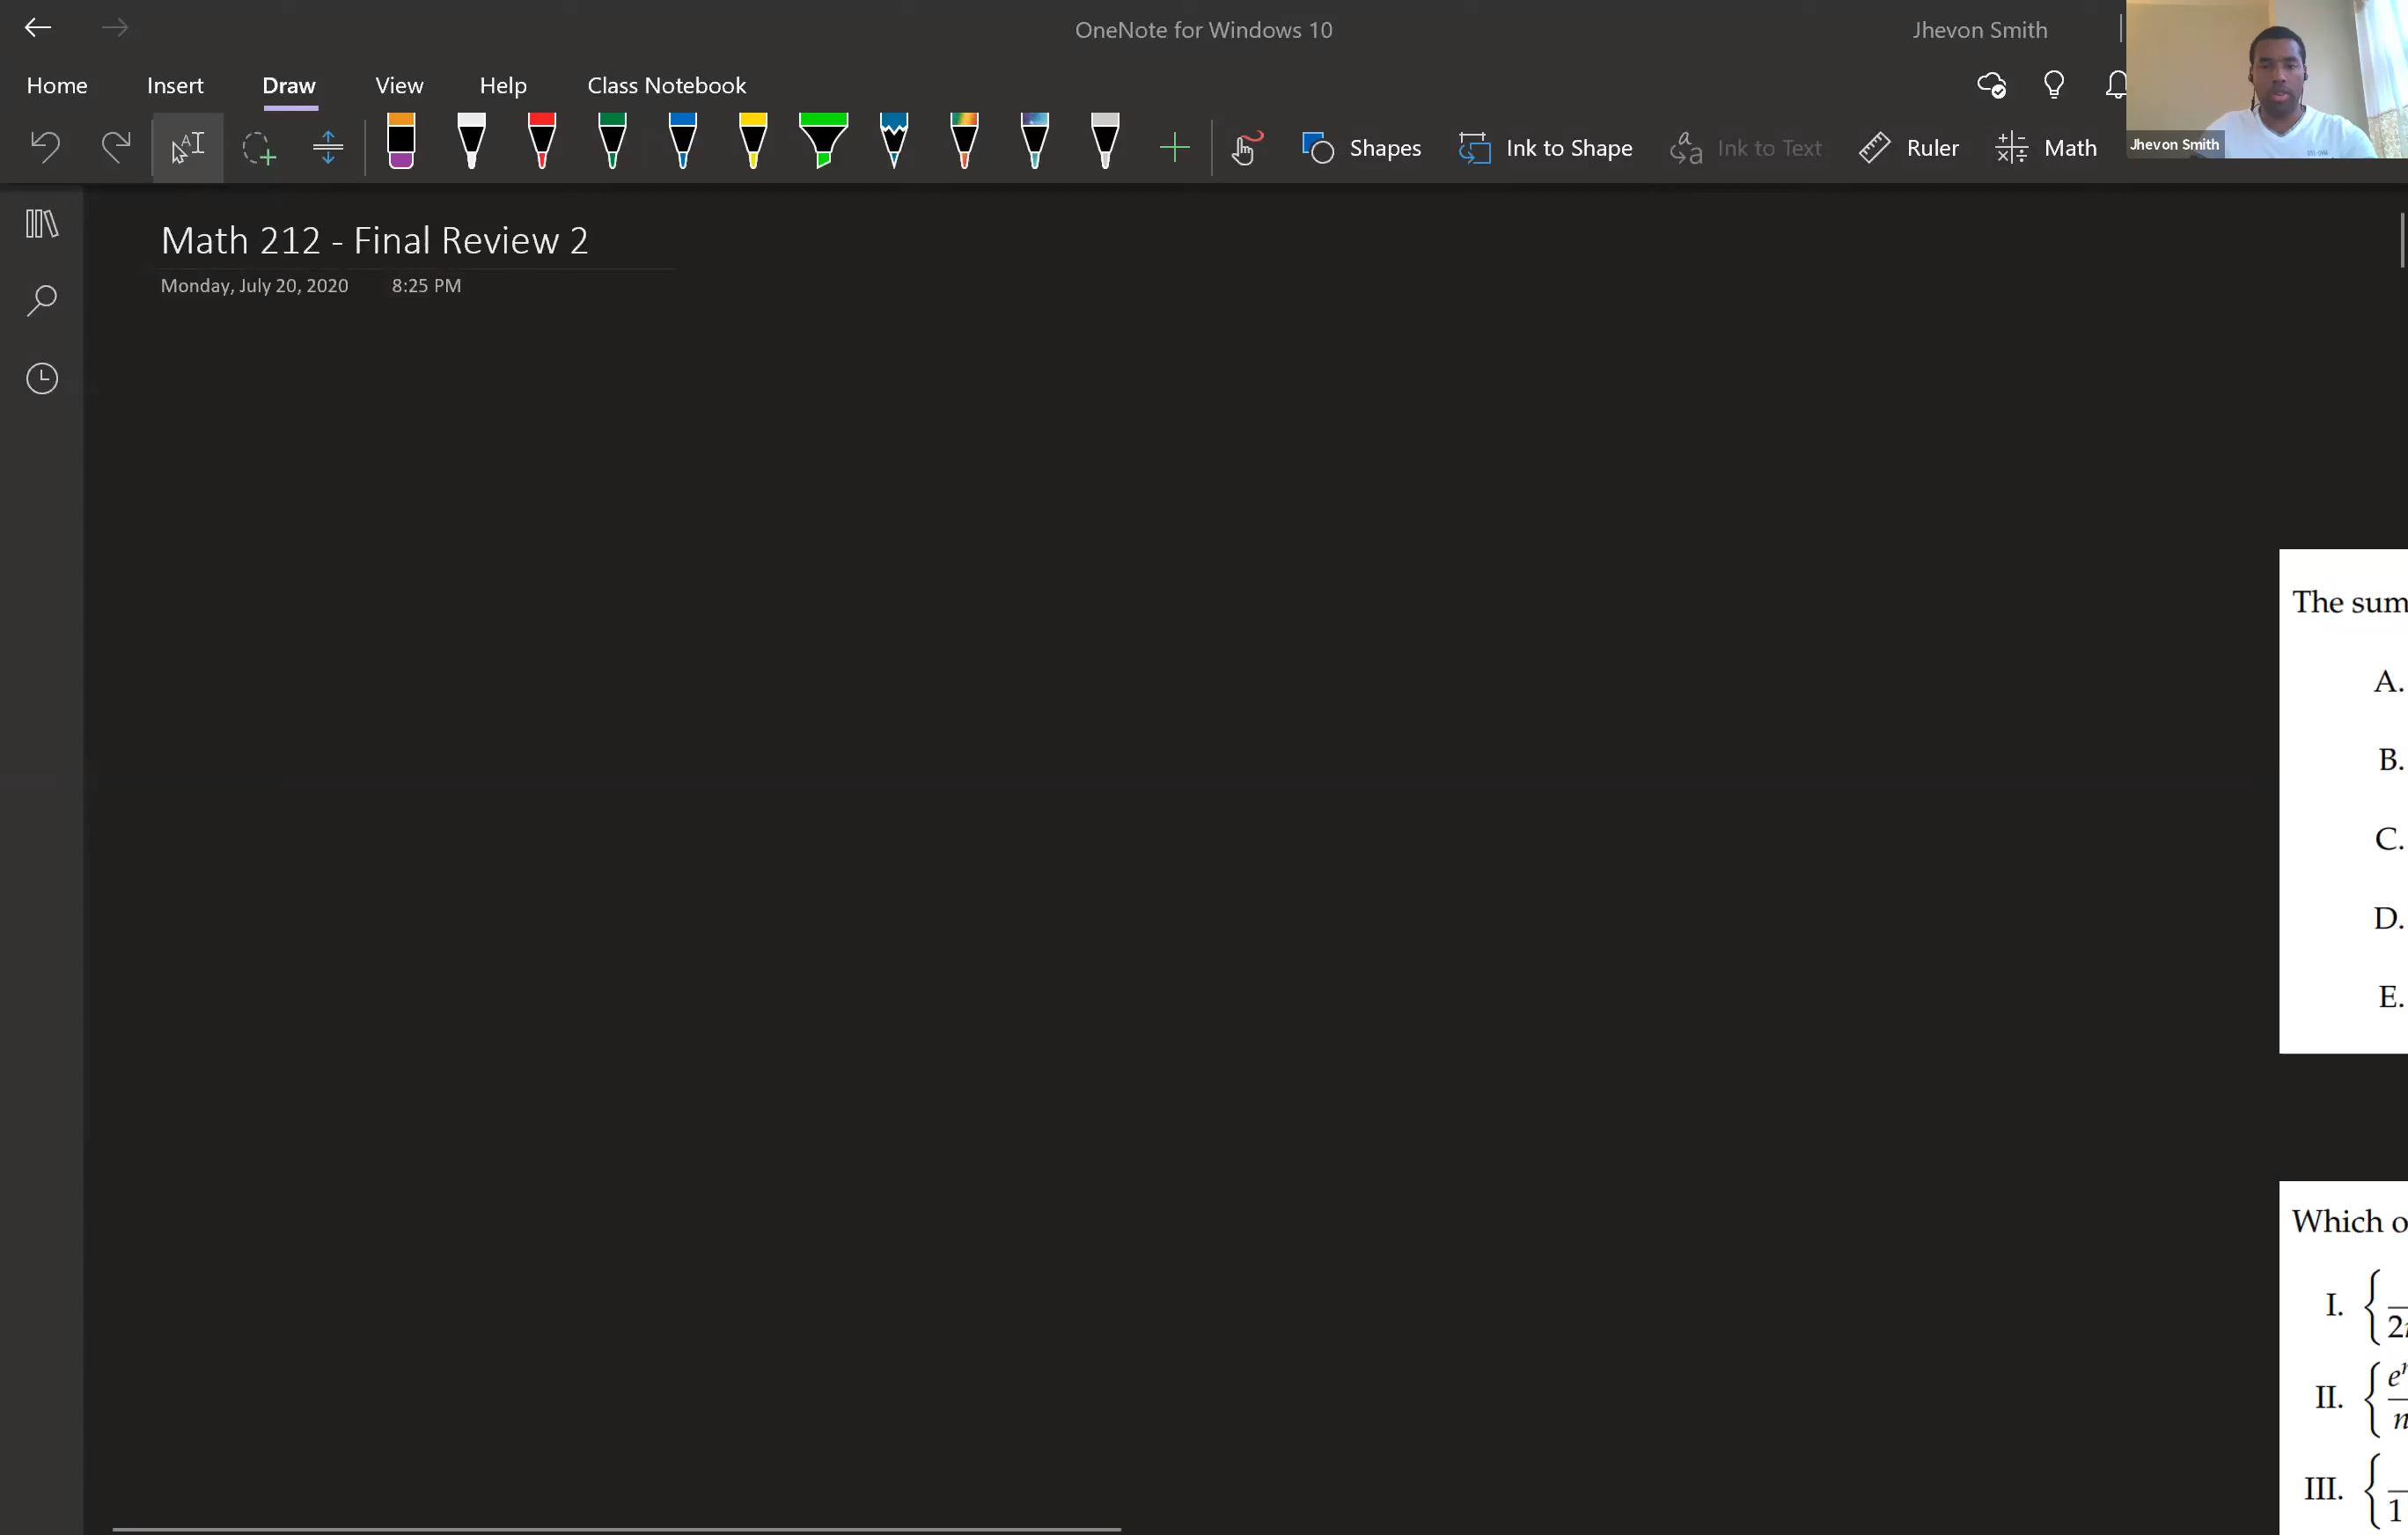 OneNote for Windows 10
Jhevon Smith
Home Insert Draw View Help Class Notebook
Shapes Ink to Shape Ink to Text Ruler Math
Jhevon Smith
Math 212 - Final Review 2
Monday, July 20, 2020 8:25 PM
The sum
A.
B.
C.
D.
E.
Which o
I. {
2
II. { e
n
III. {
1